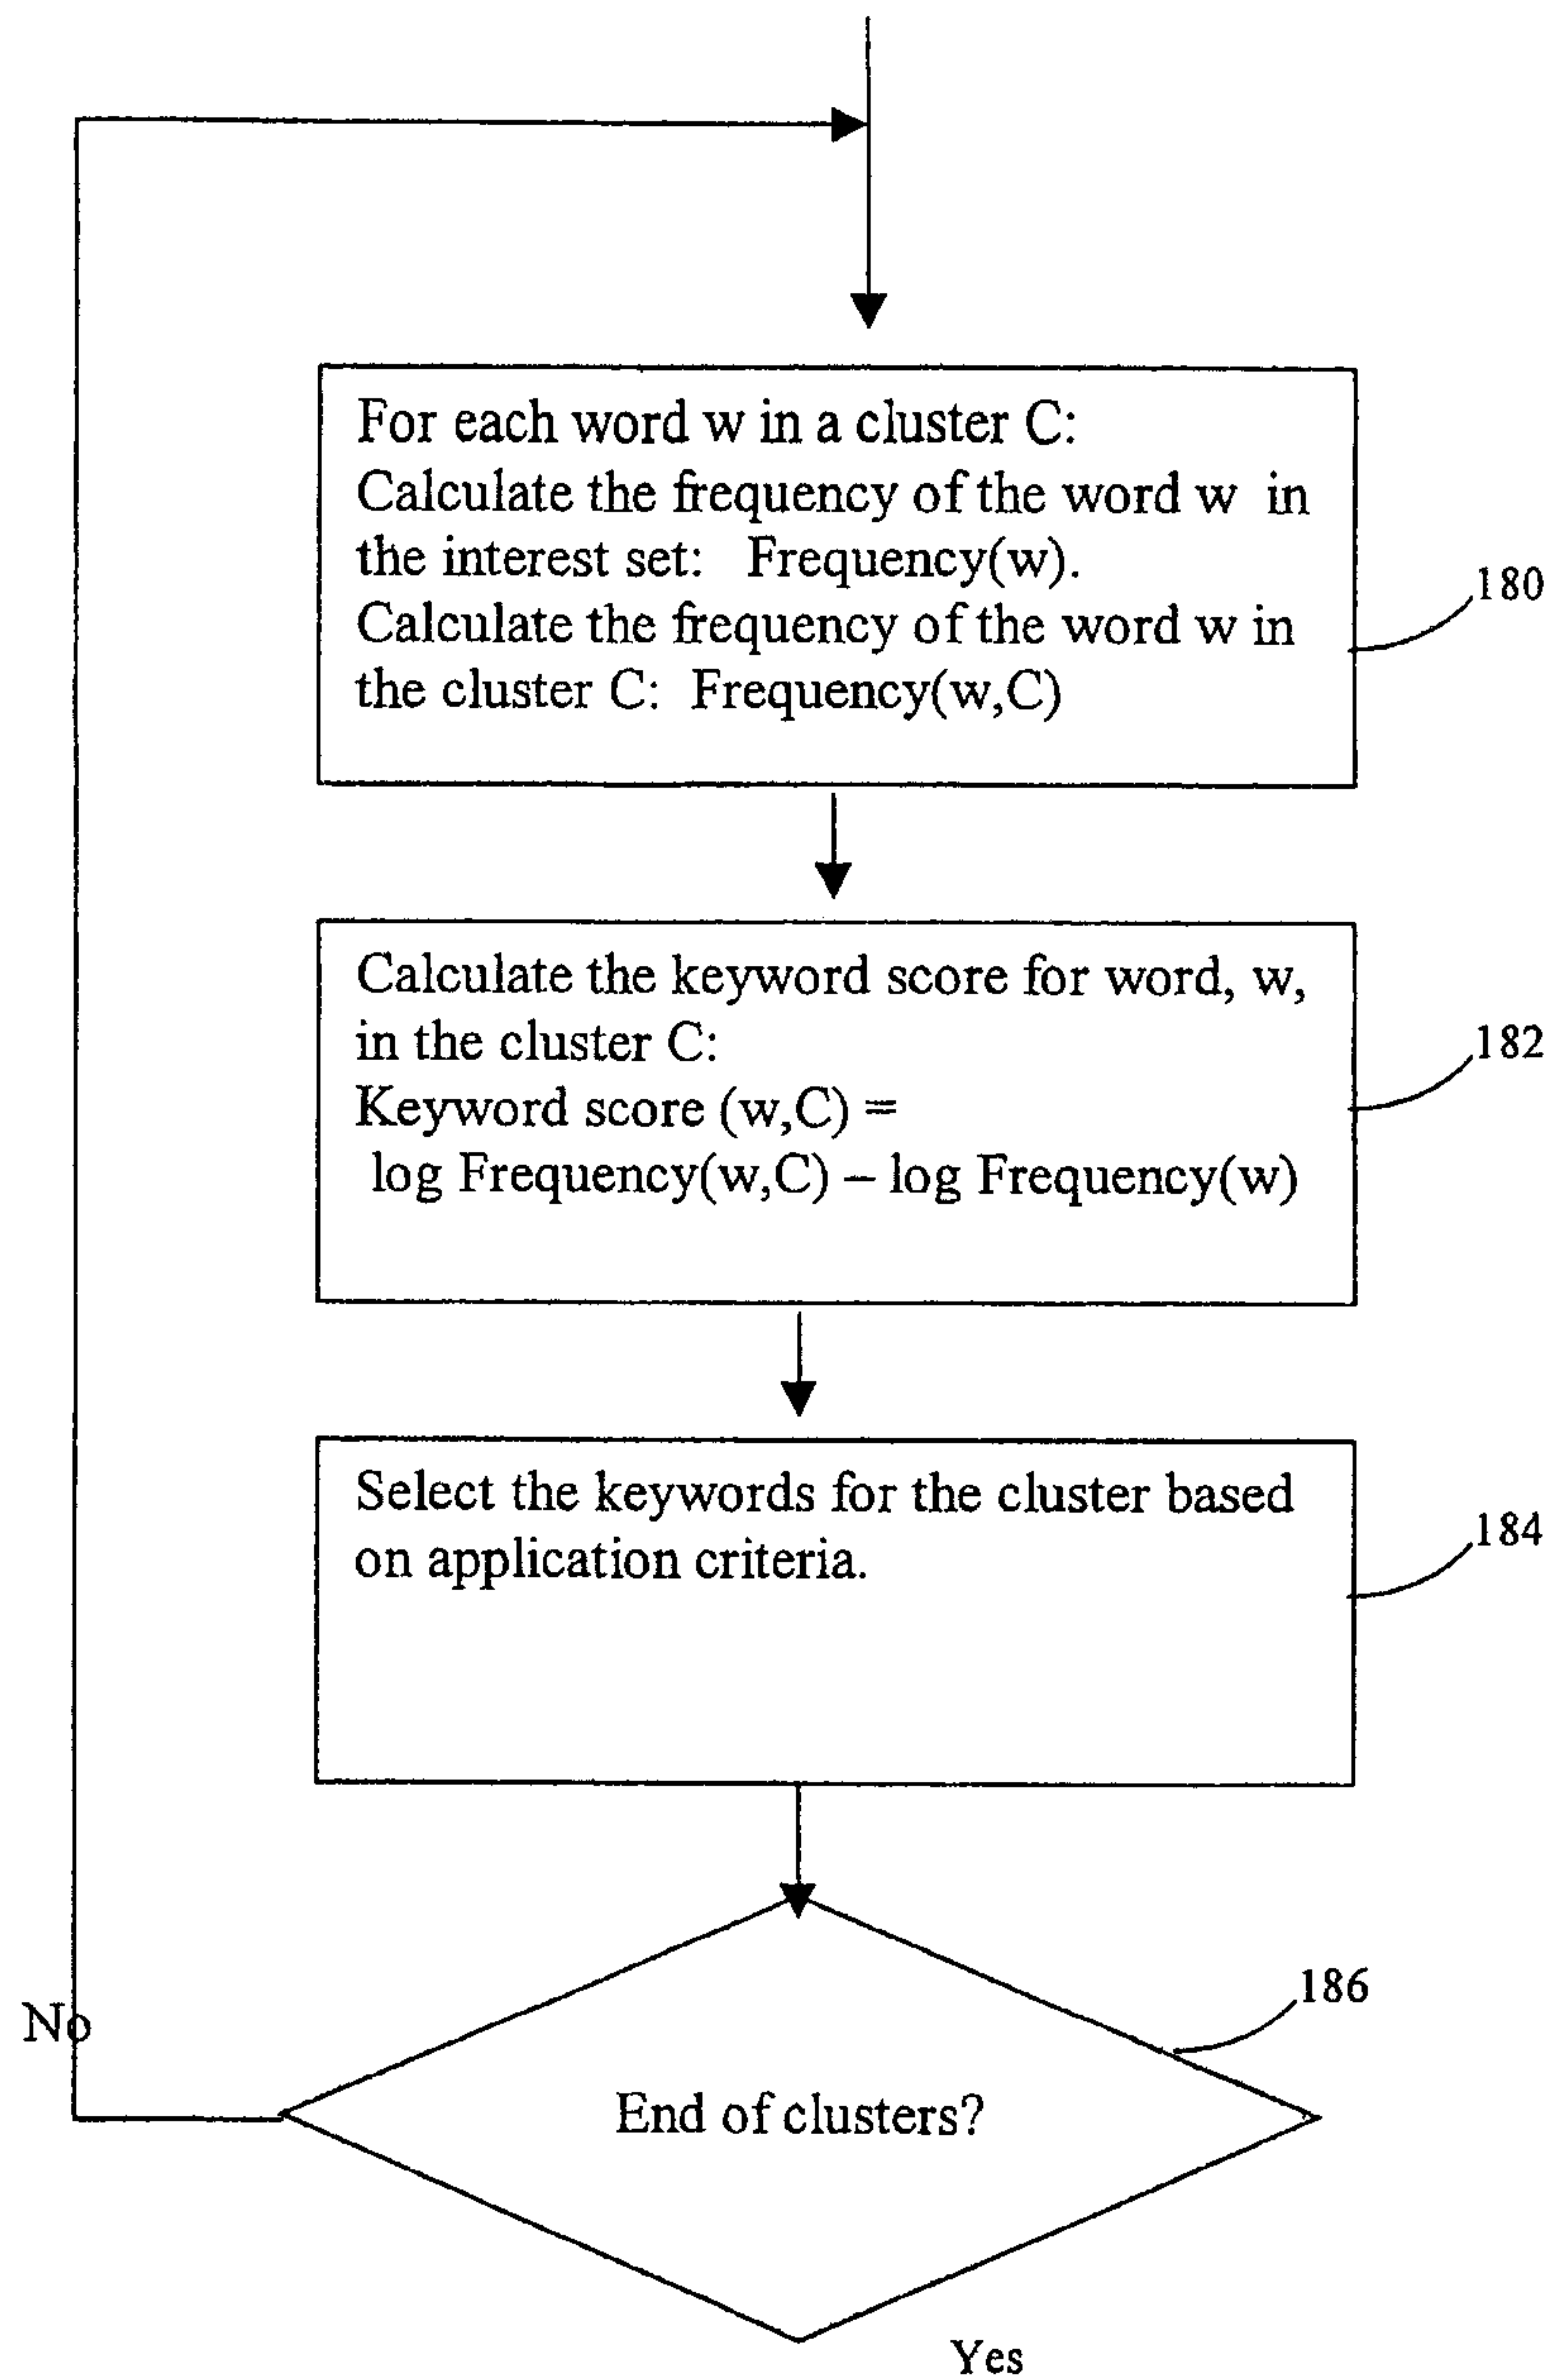 For each word w in a cluster C:
Calculate the frequency of the word w in
the interest set: Frequency(w).
Calculate the frequency of the word w in
the cluster C: Frequency(w,C)
180
Calculate the keyword score for word, w,
in the cluster C:
Keyword score (w,C) =
log Frequency(w,C) – log Frequency(w)
182
Select the keywords for the cluster based
on application criteria.
184
186
No
End of clusters?
Yes